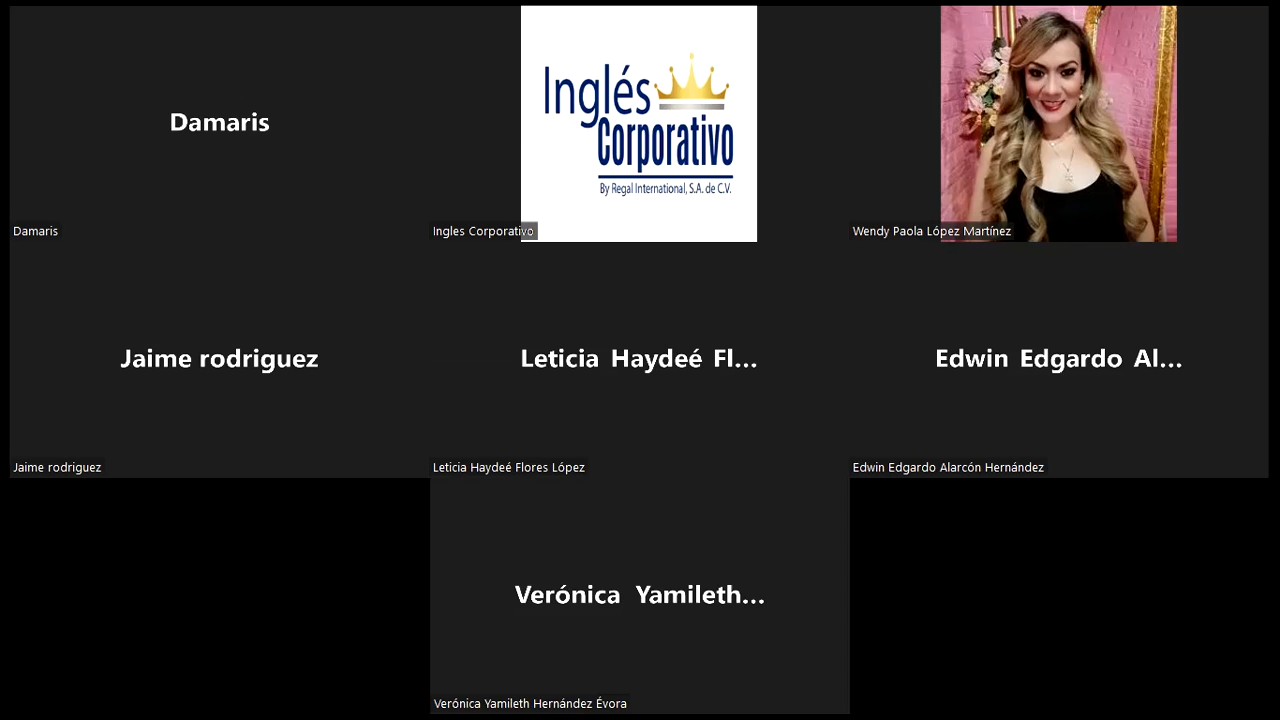 Damaris
Damaris
Inglés
Corporativo
By Regal International, S.A. de C.V.
Ingles Corporativo
Wendy Paola López Martínez
Jaime rodriguez
Jaime rodriguez
Leticia Haydeé Fl...
Leticia Haydeé Flores López
Edwin Edgardo Al...
Edwin Edgardo Alarcón Hernández
Verónica Yamileth...
Verónica Yamileth Hernández Évora